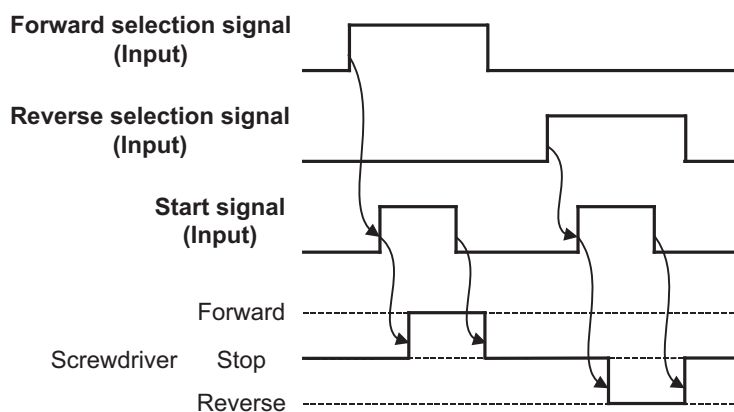 Forward selection signal
(Input)
Reverse selection signal
(Input)
Start signal
(Input)
Forward
Screwdriver Stop
Reverse